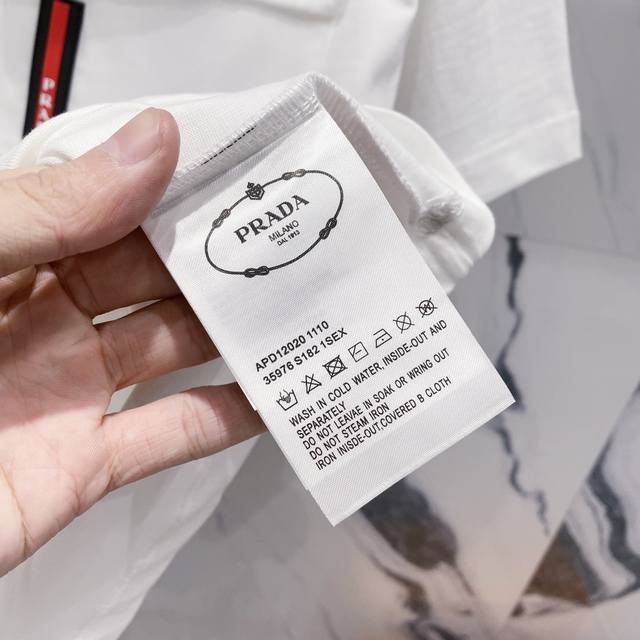 PRA
PRADA
MILANO
DAL 1913
APD12020 1110
35976 S182 1SEX
WASH IN COLD WATER, INSIDE-OUT AND
SEPARATELY
DO NOT LEAVE IN SOAK OR WRING OUT
DO NOT STEAM IRON
IRON INSIDE-OUT.COVERED B CLOTH